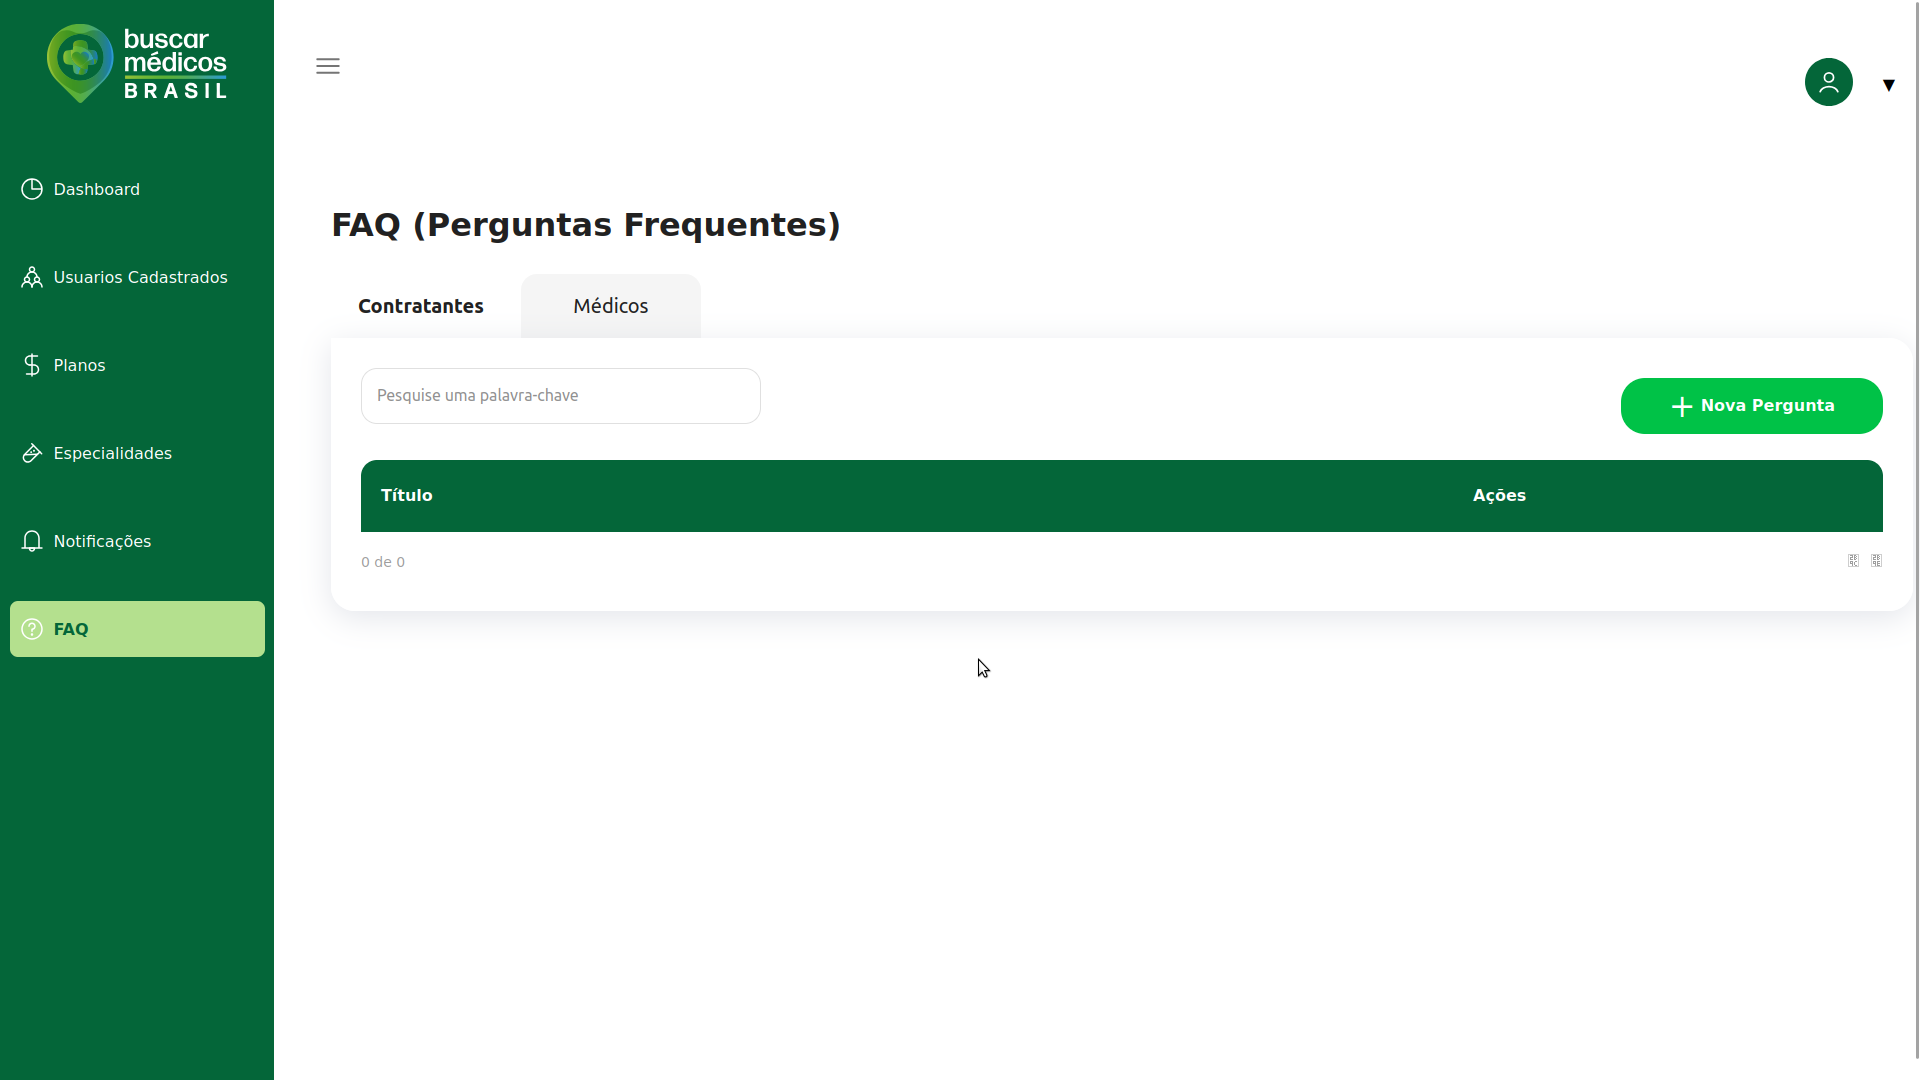 buscar
médicos
BRASIL
Dashboard
Usuarios Cadastrados
Planos
Especialidades
Notificações
FAQ
FAQ (Perguntas Frequentes)
Contratantes
Médicos
Pesquise uma palavra-chave
Nova Pergunta
Título
Ações
0 de 0